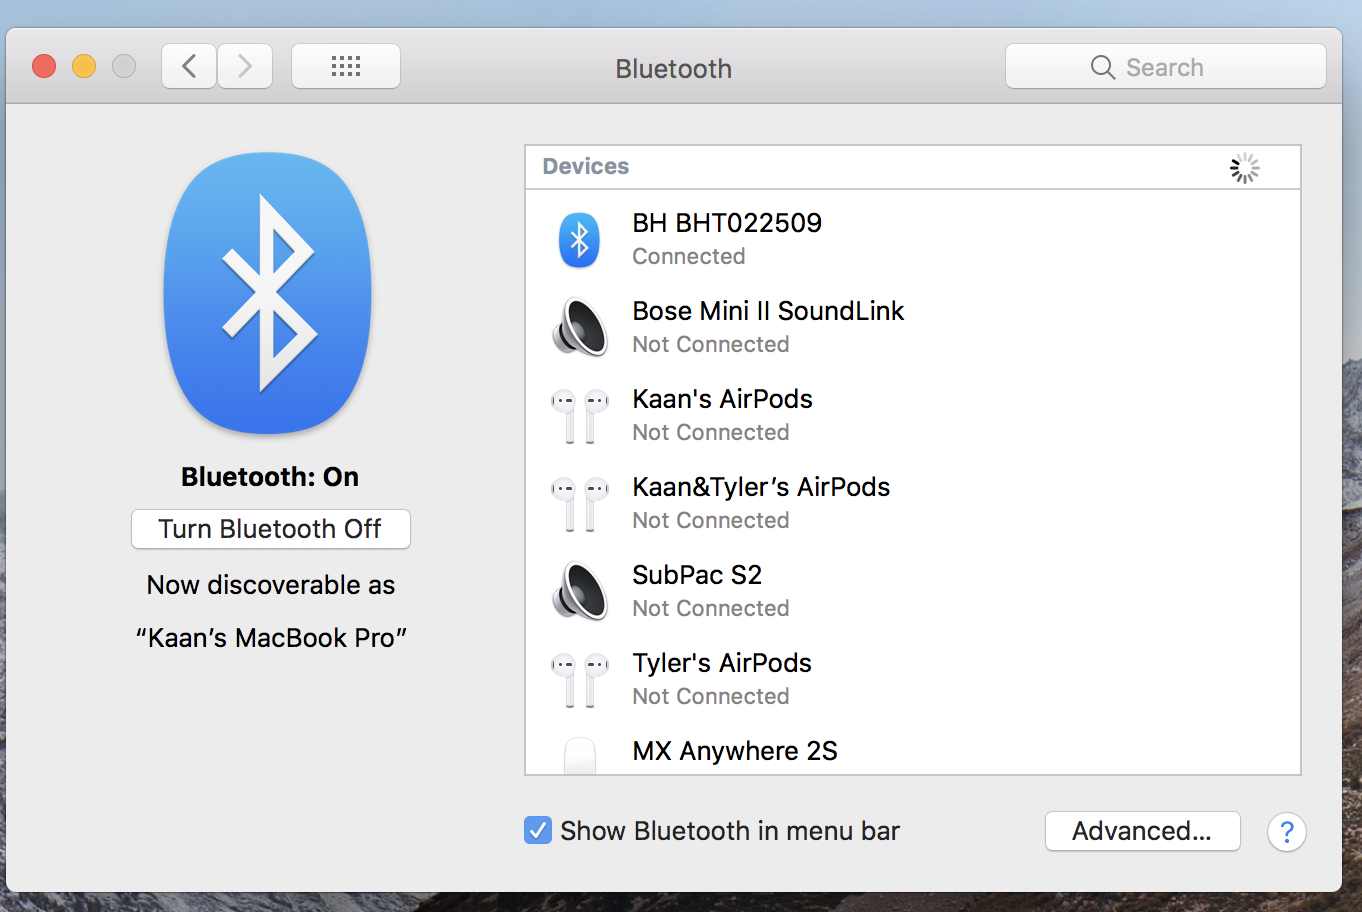 Bluetooth
Search
Bluetooth: On
Turn Bluetooth Off
Now discoverable as
“Kaan’s MacBook Pro”
Devices
BH BHT022509
Connected
Bose Mini II SoundLink
Not Connected
Kaan's AirPods
Not Connected
Kaan&Tyler’s AirPods
Not Connected
SubPac S2
Not Connected
Tyler's AirPods
Not Connected
MX Anywhere 2S
Show Bluetooth in menu bar
Advanced...
?